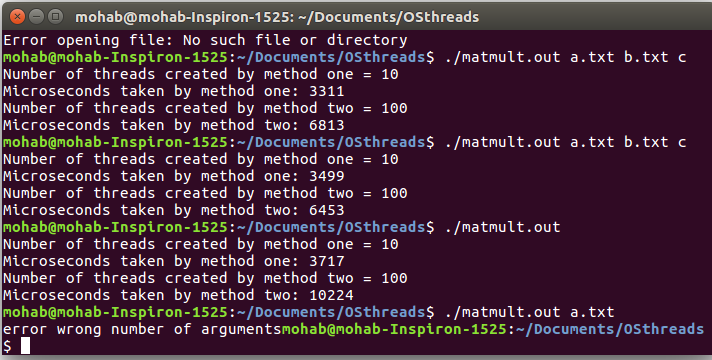 mohab@mohab-Inspiron-1525: ~/Documents/OSthreads
Error opening file: No such file or directory
mohab@mohab-Inspiron-1525:~/Documents/OSthreads$ ./matmult.out a.txt b.txt c
Number of threads created by method one = 10
Microseconds taken by method one: 3311
Number of threads created by method two = 100
Microseconds taken by method two: 6813
mohab@mohab-Inspiron-1525:~/Documents/OSthreads$ ./matmult.out a.txt b.txt c
Number of threads created by method one = 10
Microseconds taken by method one: 3499
Number of threads created by method two = 100
Microseconds taken by method two: 6453
mohab@mohab-Inspiron-1525:~/Documents/OSthreads$ ./matmult.out
Number of threads created by method one = 10
Microseconds taken by method one: 3717
Number of threads created by method two = 100
Microseconds taken by method two: 10224
mohab@mohab-Inspiron-1525:~/Documents/OSthreads$ ./matmult.out a.txt
error wrong number of argumentsmohab@mohab-Inspiron-1525:~/Documents/OSthreads
$